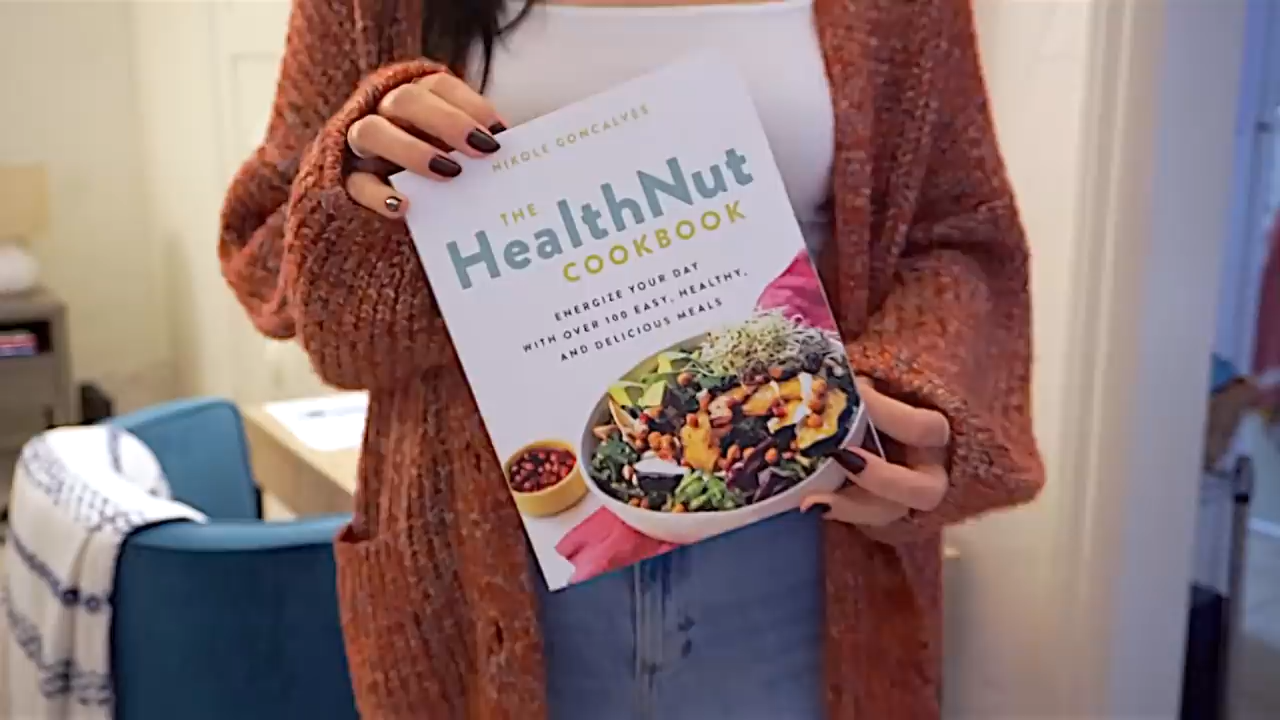 NIKOLE GONCALVES
THE
HealthNut
COOKBOOK
ENERGIZE YOUR DAY
WITH OVER 100 EASY, HEALTHY,
AND DELICIOUS MEALS